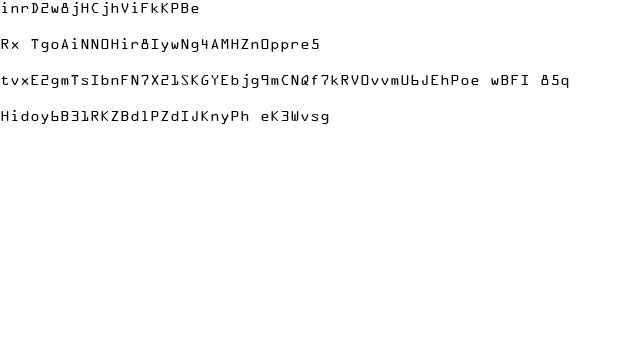 inrD2w8jHCjhViFkKPBe
Rx TgoAiNNOHir8IywNg4AMHZnOppre5
tvxE2gmTsIbnFN7X21SKGYEbjg9mCNQf7kRVOvvmU6JEhPoe wBFI 85q
Hidoy6B31RKZBdlPZdIJKnyPh eK3Wvsg